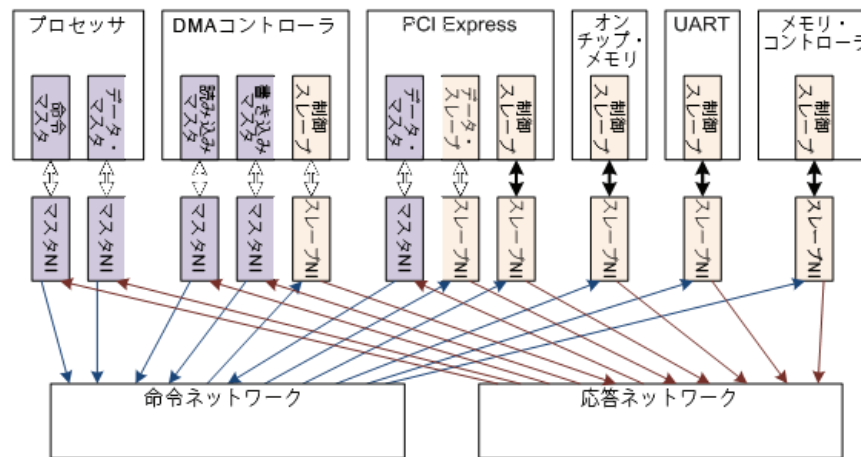 プロセッサ
DMAコントローラ
PCI Express
オン
チップ・
メモリ
UART
メモリ・
コントローラ
命令
マスタ
データ・
マスタ
読み込み
マスタ
書き込み
マスタ
制御
スレーブ
データ・
マスタ
データ・
スレーブ
制御
スレーブ
制御
スレーブ
制御
スレーブ
制御
スレーブ
マスタNI
マスタNI
マスタNI
マスタNI
スレーブNI
マスタNI
スレーブNI
スレーブNI
スレーブNI
スレーブNI
スレーブNI
命令ネットワーク
応答ネットワーク